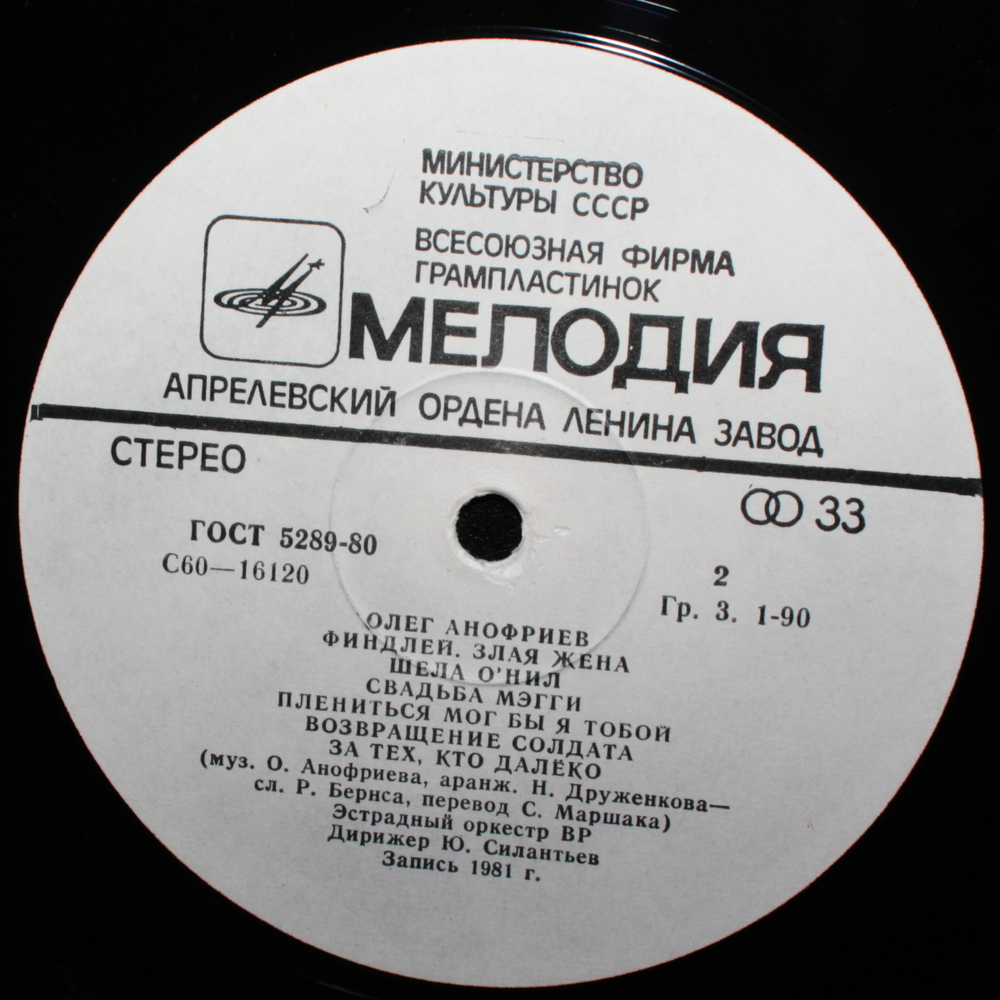 МИНИСТЕРСТВО
КУЛЬТУРЫ СССР
ВСЕСОЮЗНАЯ ФИРМА
ГРАМПЛАСТИНОК
МЕЛОДИЯ
АПРЕЛЕВСКИЙ ОРДЕНА ЛЕНИНА ЗАВОД
СТЕРЕО
33
ГОСТ 5289-80
С60—16120
2
Гр. 3. 1-90
ОЛЕГ АНОФРИЕВ
ФИНДЛЕЙ. ЗЛАЯ ЖЕНА
ШЕЛА О'НИЛ
СВАДЬБА МЭГГИ
ПЛЕНИТЬСЯ МОГ БЫ Я ТОБОЙ
ВОЗВРАЩЕНИЕ СОЛДАТА
ЗА ТЕХ, КТО ДАЛЁКО
(муз. О. Анофриева, аранж. Н. Друженкова—
сл. Р. Бернса, перевод С. Маршака)
Эстрадный оркестр ВР
Дирижер Ю. Силантьев
Запись 1981 г.